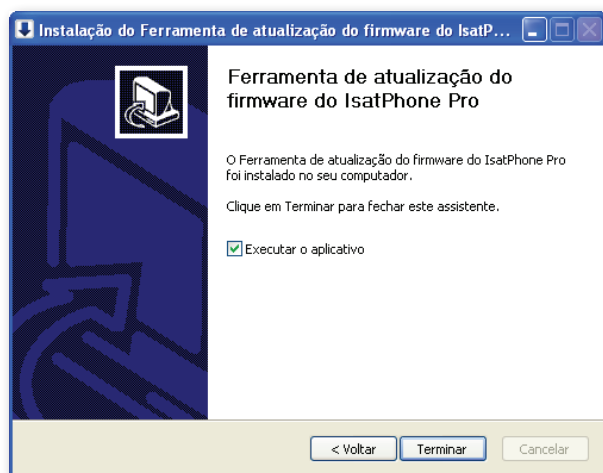 Instalação do Ferramenta de atualização do firmware do IsatP...
Ferramenta de atualização do
firmware do IsatPhone Pro
O Ferramenta de atualização do firmware do IsatPhone Pro
foi instalado no seu computador.
Clique em Terminar para fechar este assistente.
Executar o aplicativo
< Voltar
Terminar
Cancelar